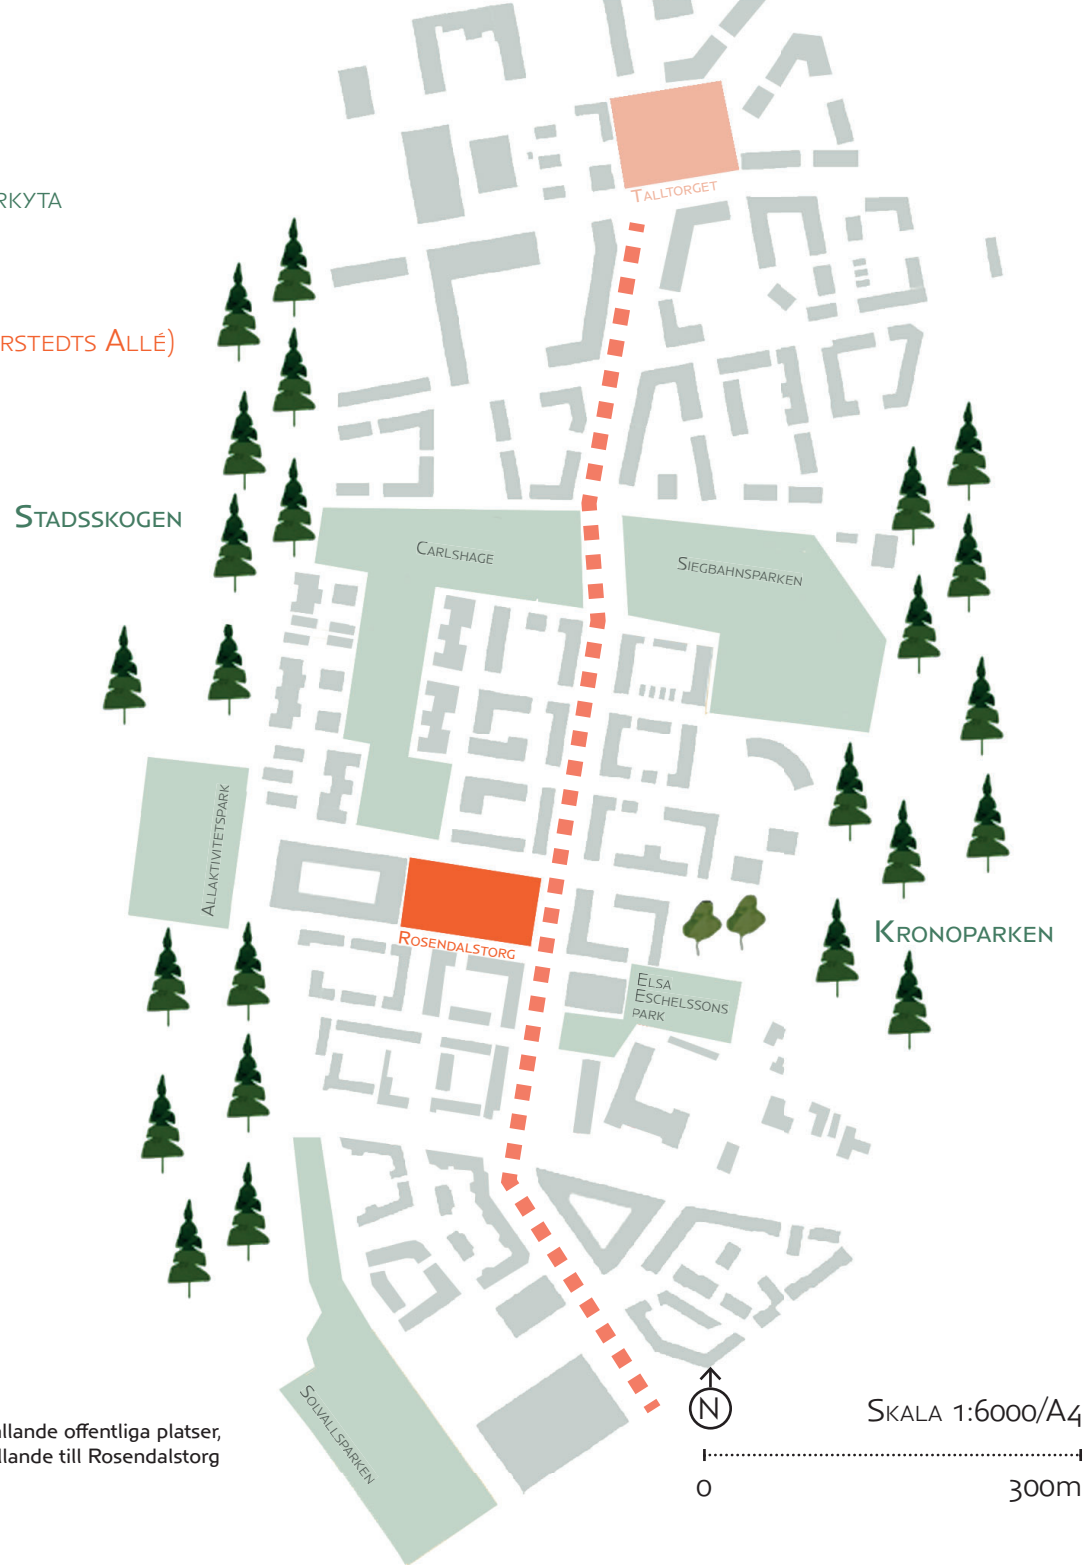 Talltorget
rkyta
rstedts Allé)
Stadsskogen
Carlshage
Siegbahnsparken
Allaktivitetspark
Rosendalstorg
Kronoparken
Elsa
Eschelssons
park
Solvallsparken
N
Skala 1:6000/A4
0
300m
llande offentliga platser,
llande till Rosendalstorg